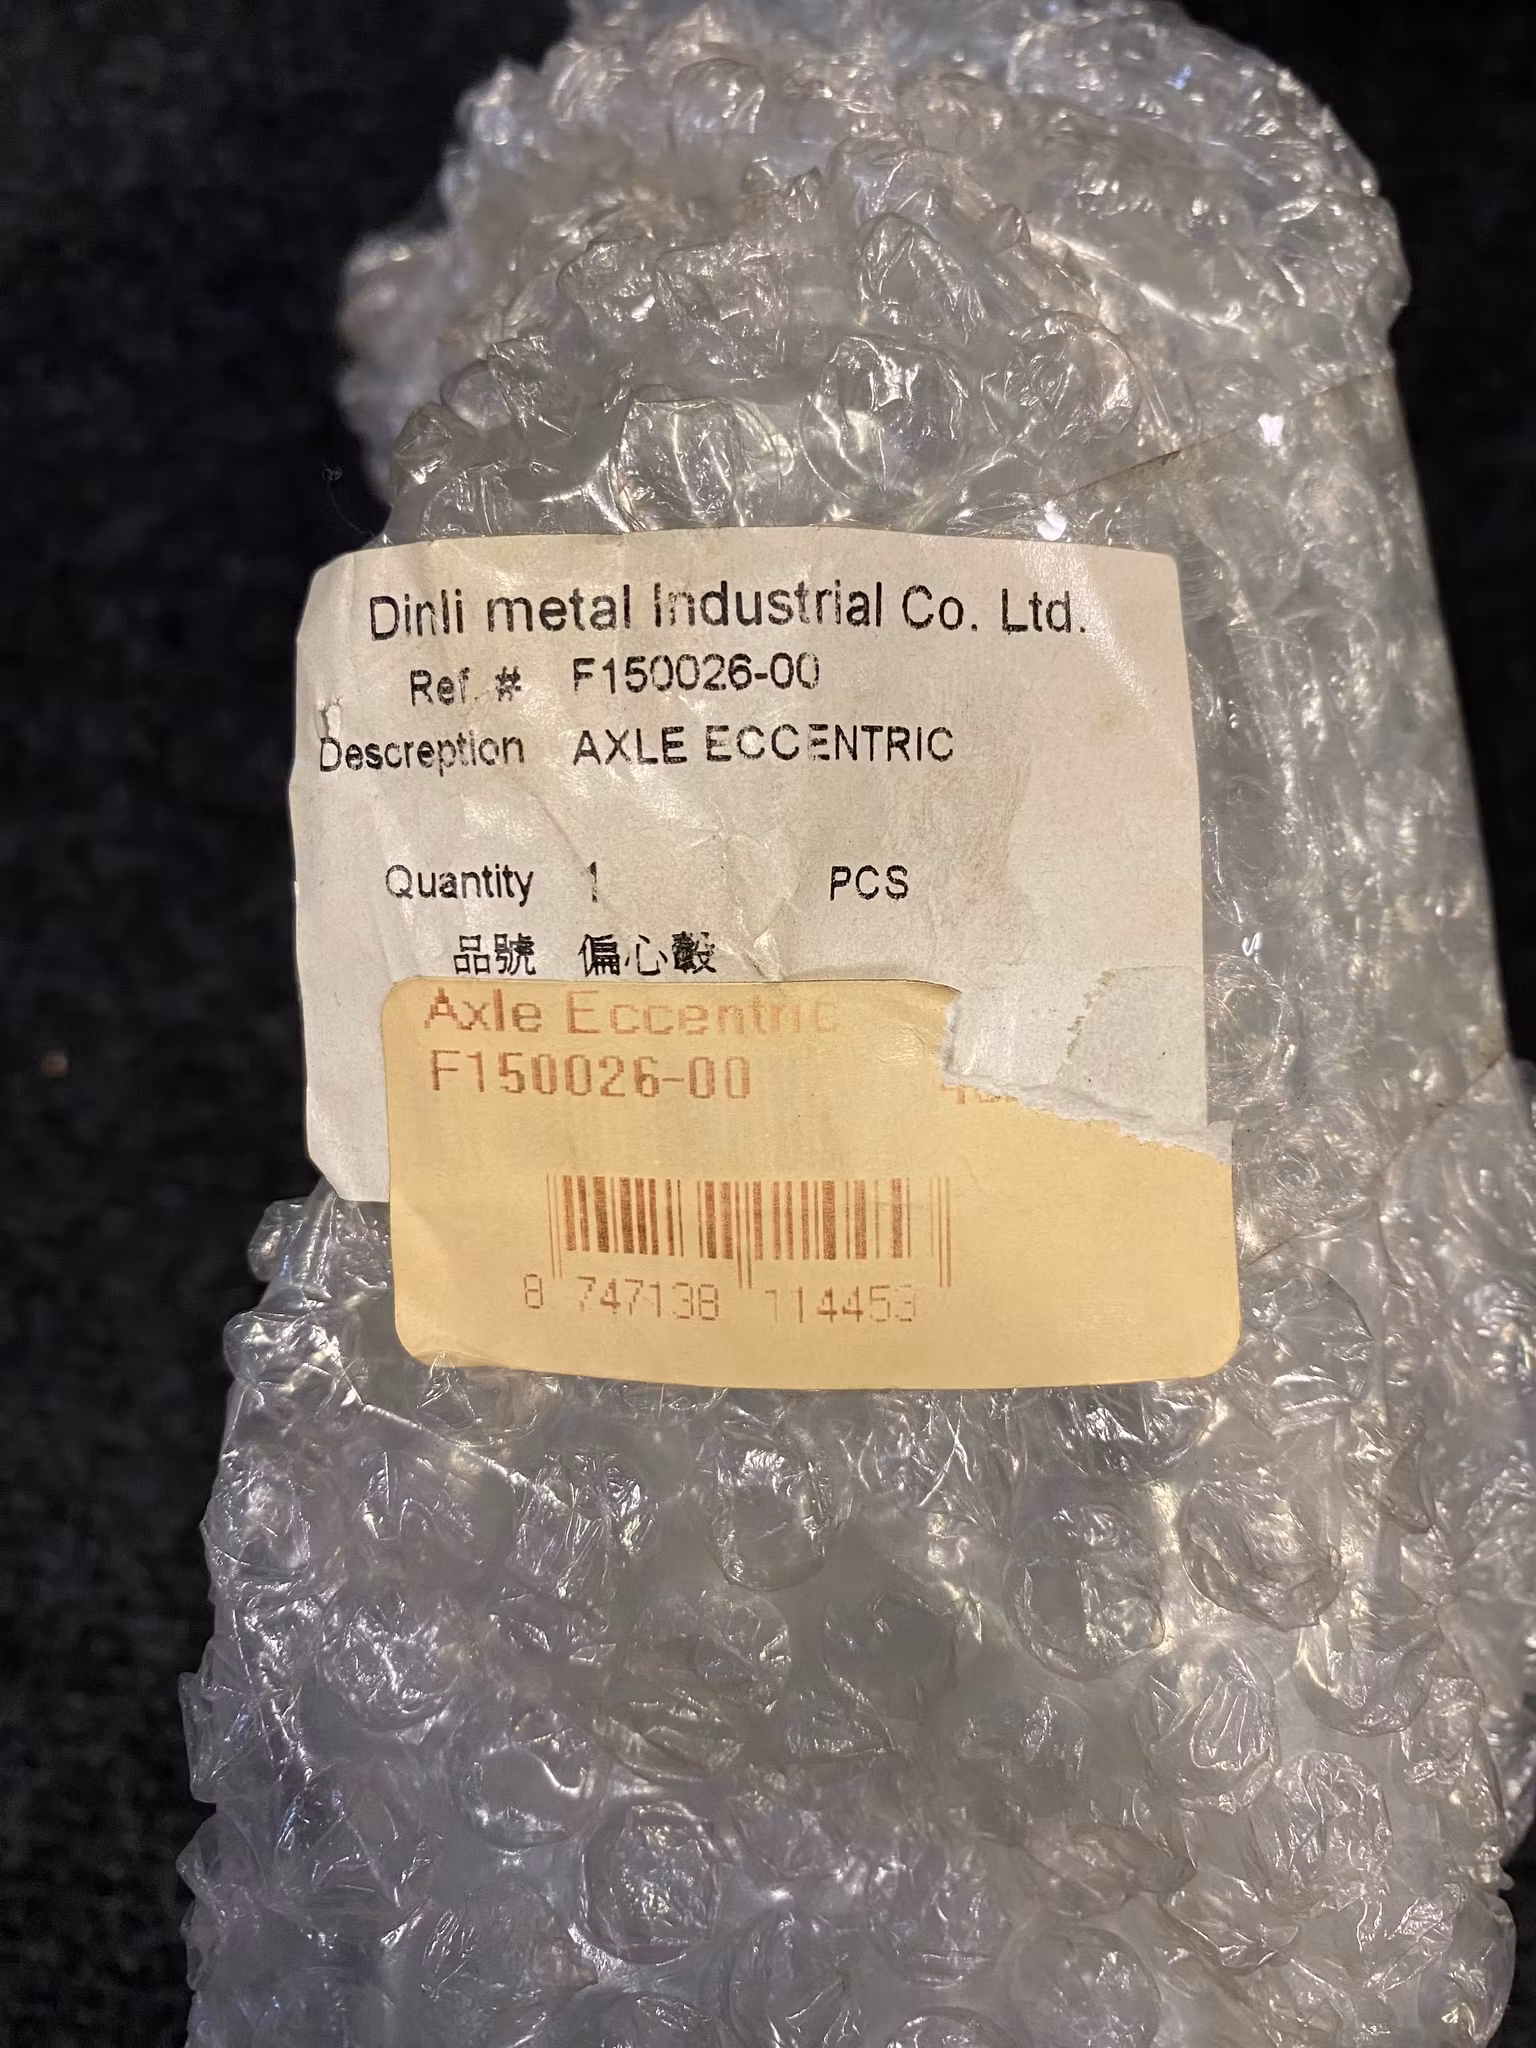 Dinli metal Industrial Co. Ltd.
Ref. # F150026-00
Descreption AXLE ECCENTRIC
Quantity 1 PCS
品號 偏心轂
Axle Eccentric
F150026-00
8 747138 114453